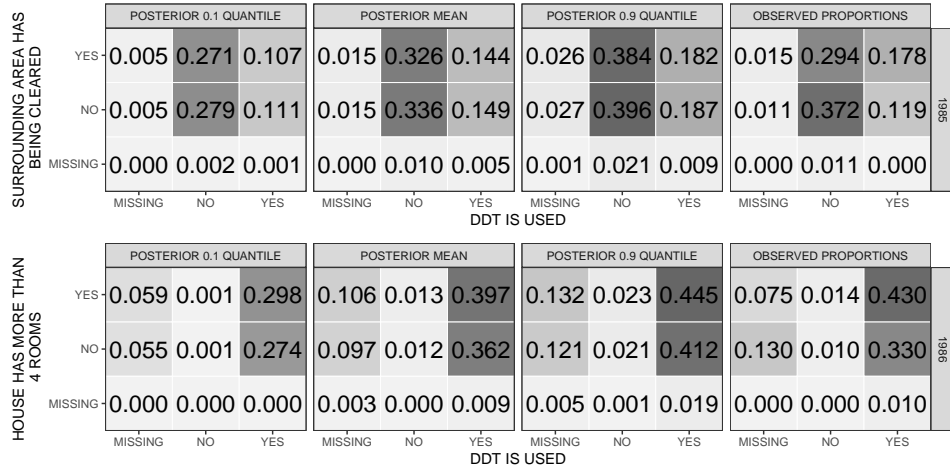 POSTERIOR 0.1 QUANTILE POSTERIOR MEAN POSTERIOR 0.9 QUANTILE OBSERVED PROPORTIONS
SURROUNDING AREA HAS
BEING CLEARED
YES 0.005 0.271 0.107 0.015 0.326 0.144 0.026 0.384 0.182 0.015 0.294 0.178
NO 0.005 0.279 0.111 0.015 0.336 0.149 0.027 0.396 0.187 0.011 0.372 0.119
MISSING 0.000 0.002 0.001 0.000 0.010 0.005 0.001 0.021 0.009 0.000 0.011 0.000
1985
MISSING NO YES MISSING NO YES MISSING NO YES MISSING NO YES
DDT IS USED
POSTERIOR 0.1 QUANTILE POSTERIOR MEAN POSTERIOR 0.9 QUANTILE OBSERVED PROPORTIONS
HOUSE HAS MORE THAN
4 ROOMS
YES 0.059 0.001 0.298 0.106 0.013 0.397 0.132 0.023 0.445 0.075 0.014 0.430
NO 0.055 0.001 0.274 0.097 0.012 0.362 0.121 0.021 0.412 0.130 0.010 0.330
MISSING 0.000 0.000 0.000 0.003 0.000 0.009 0.005 0.001 0.019 0.000 0.000 0.010
1986
MISSING NO YES MISSING NO YES MISSING NO YES MISSING NO YES
DDT IS USED